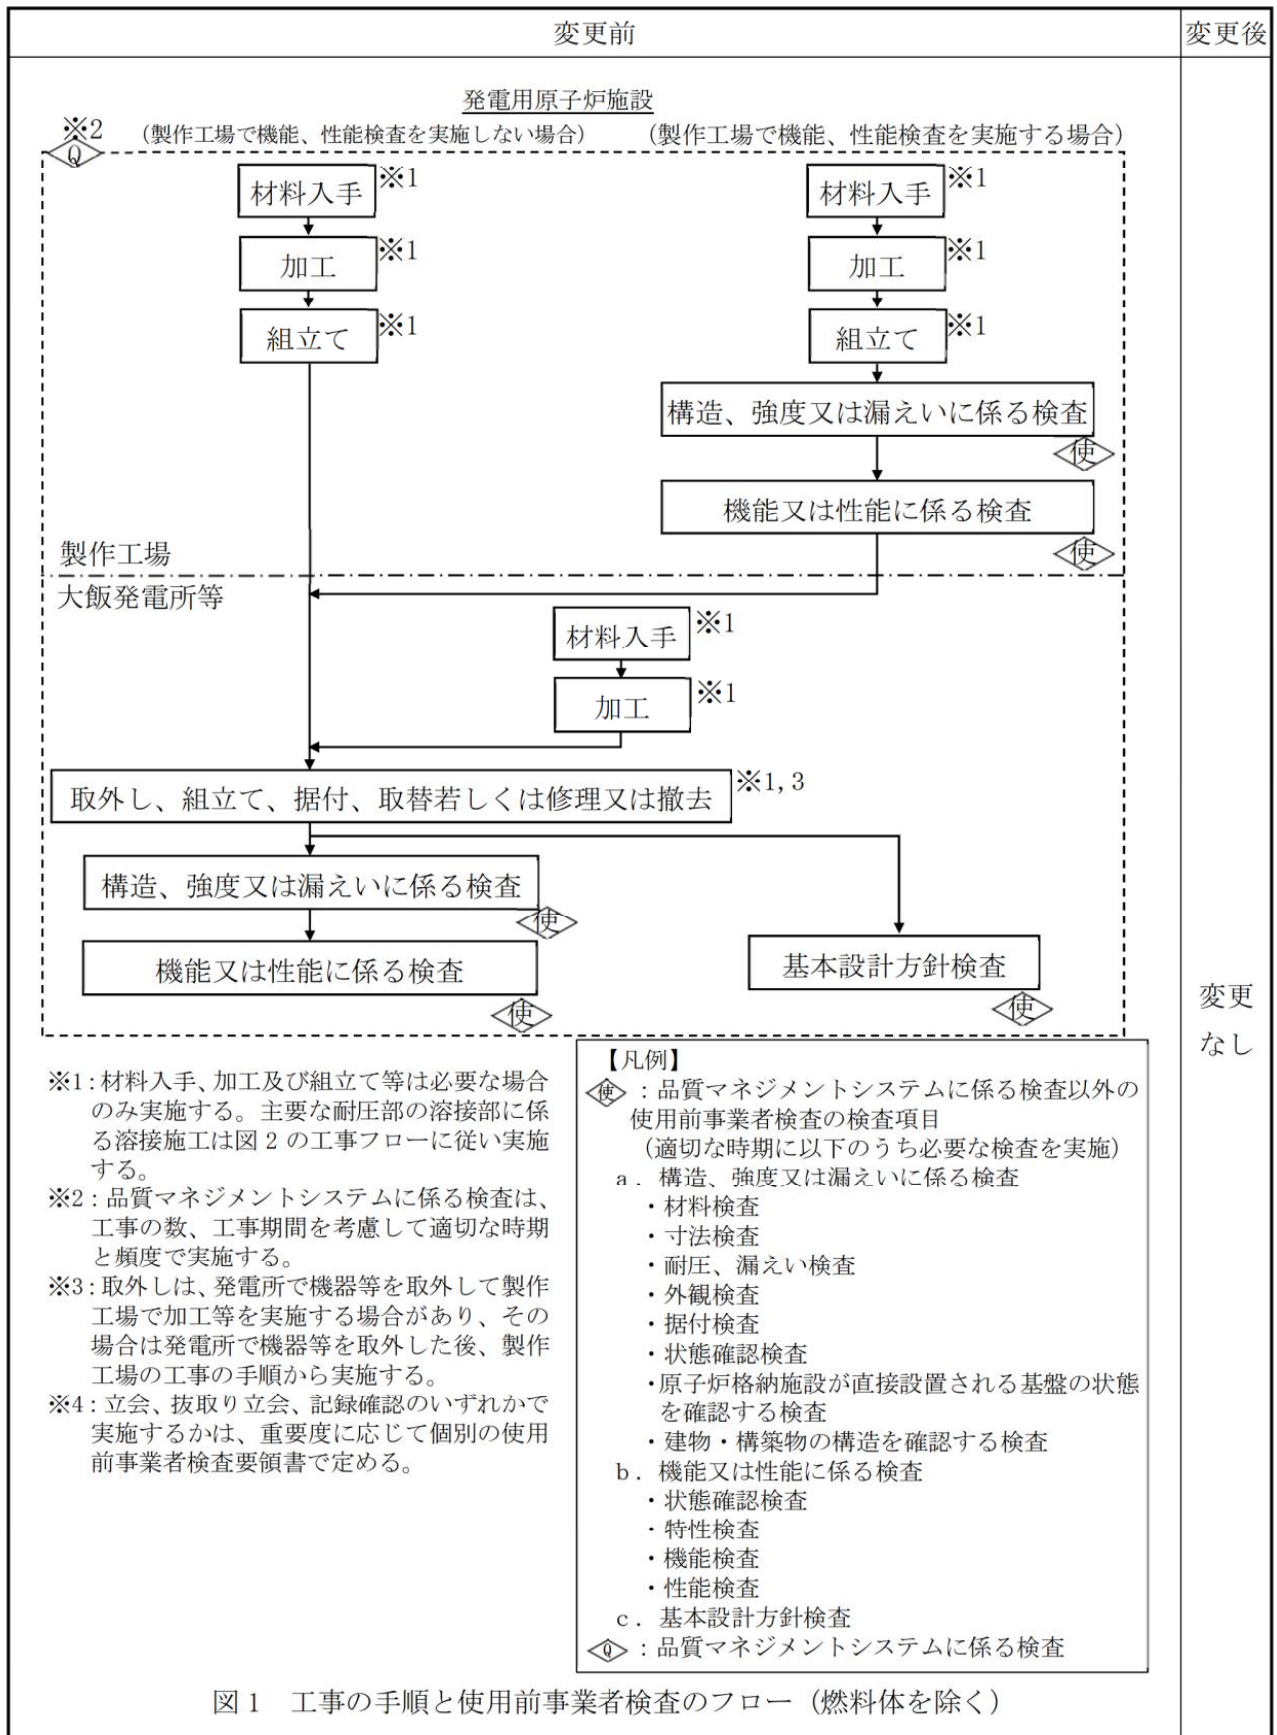 変更前
変更後
発電用原子炉施設
※2
Q
(製作工場で機能、性能検査を実施しない場合)
(製作工場で機能、性能検査を実施する場合)
材料入手
※1
加工
※1
組立て
※1
材料入手
※1
加工
※1
組立て
※1
構造、強度又は漏えいに係る検査
使
機能又は性能に係る検査
使
製作工場
大飯発電所等
材料入手
※1
加工
※1
取外し、組立て、据付、取替若しくは修理又は撤去
※1,3
構造、強度又は漏えいに係る検査
使
機能又は性能に係る検査
使
基本設計方針検査
使
変更
なし
※1:材料入手、加工及び組立て等は必要な場合
のみ実施する。主要な耐圧部の溶接部に係
る溶接施工は図2の工事フローに従い実施
する。
※2:品質マネジメントシステムに係る検査は、
工事の数、工事期間を考慮して適切な時期
と頻度で実施する。
※3:取外しは、発電所で機器等を取外して製作
工場で加工等を実施する場合があり、その
場合は発電所で機器等を取外した後、製作
工場の工事の手順から実施する。
※4:立会、抜取り立会、記録確認のいずれかで
実施するかは、重要度に応じて個別の使用
前事業者検査要領書で定める。
【凡例】
使:品質マネジメントシステムに係る検査以外の
使用前事業者検査の検査項目
(適切な時期に以下のうち必要な検査を実施)
a.構造、強度又は漏えいに係る検査
・材料検査
・寸法検査
・耐圧、漏えい検査
・外観検査
・据付検査
・状態確認検査
・原子炉格納施設が直接設置される基盤の状態
を確認する検査
・建物・構築物の構造を確認する検査
b.機能又は性能に係る検査
・状態確認検査
・特性検査
・機能検査
・性能検査
c.基本設計方針検査
Q:品質マネジメントシステムに係る検査
図1 工事の手順と使用前事業者検査のフロー(燃料体を除く)